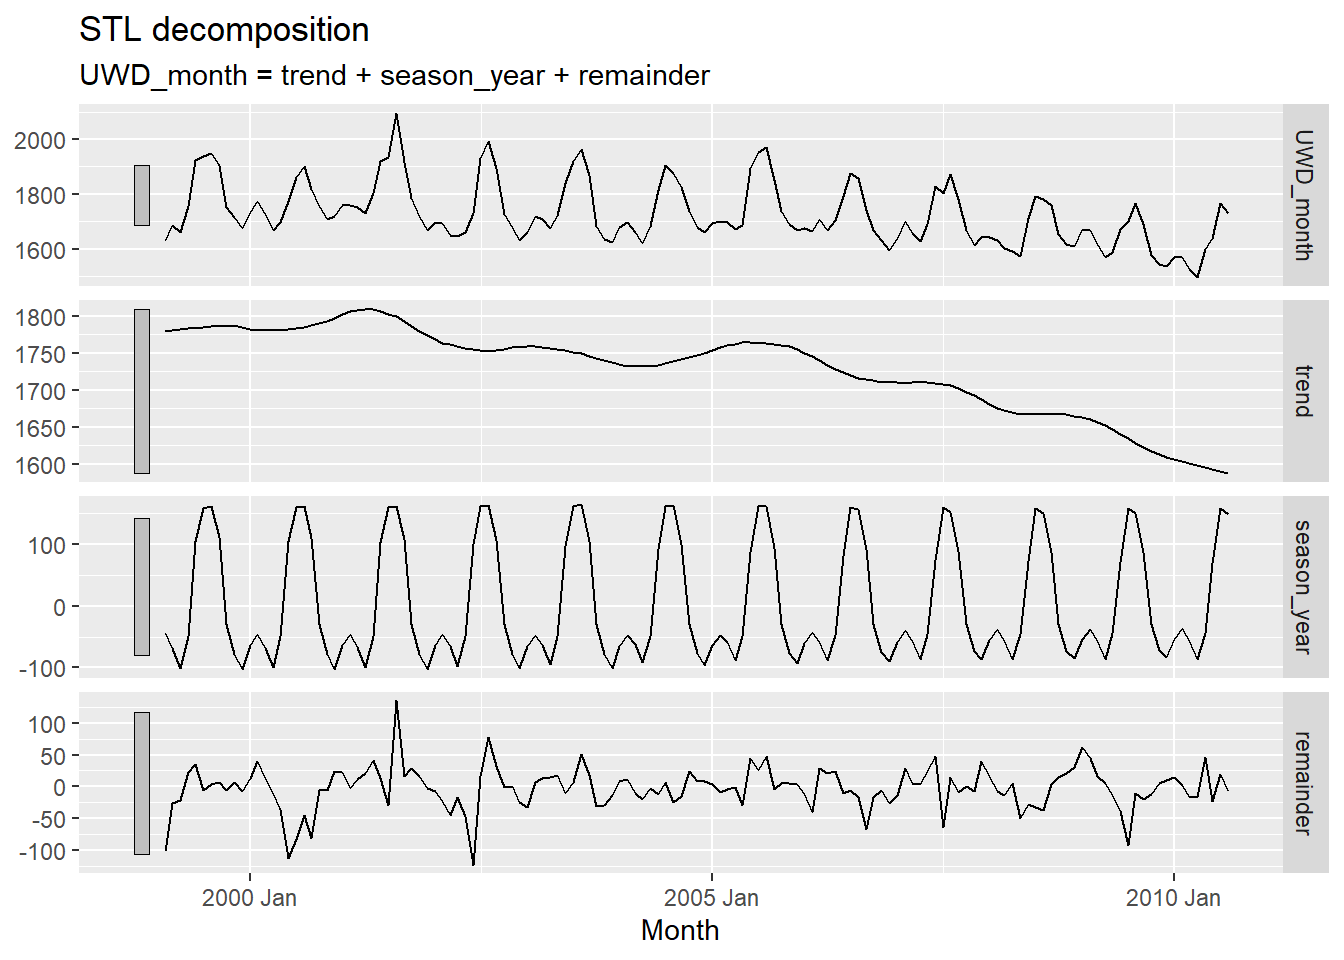 STL decomposition
UWD_month = trend + season_year + remainder
2000
1800
1600
UWD_month
1800
1750
1700
1650
1600
trend
100
0
-100
season_year
100
50
0
-50
-100
remainder
2000 Jan 2005 Jan 2010 Jan
Month